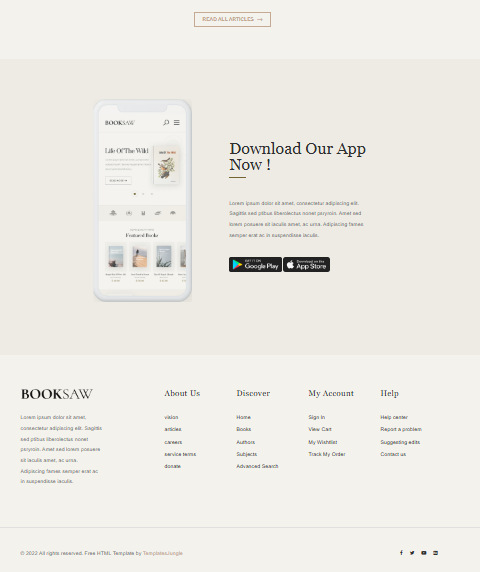 READ ALL ARTICLES →
BOOKSAW
Life Of The Wild
Featured Books
Download Our App
Now !
Lorem ipsum dolor sit amet, consectetur adipiscing elit.
Sagittis sed ptibus liberolectus nonet psryroin. Amet sed
lorem posuere sit iaculis amet, ac urna. Adipiscing fames
semper erat ac in suspendisse iaculis.
GET IT ON
Google Play
Download on the
App Store
BOOKSAW
Lorem ipsum dolor sit amet,
consectetur adipiscing elit. Sagittis
sed ptibus liberolectus nonet
psryroin. Amet sed lorem posuere
sit iaculis amet, ac urna.
Adipiscing fames semper erat ac
in suspendisse iaculis.
About Us
vision
articles
careers
service terms
donate
Discover
Home
Books
Authors
Subjects
Advanced Search
My Account
Sign In
View Cart
My Wishlist
Track My Order
Help
Help center
Report a problem
Suggesting edits
Contact us
© 2022 All rights reserved. Free HTML Template by TemplatesJungle